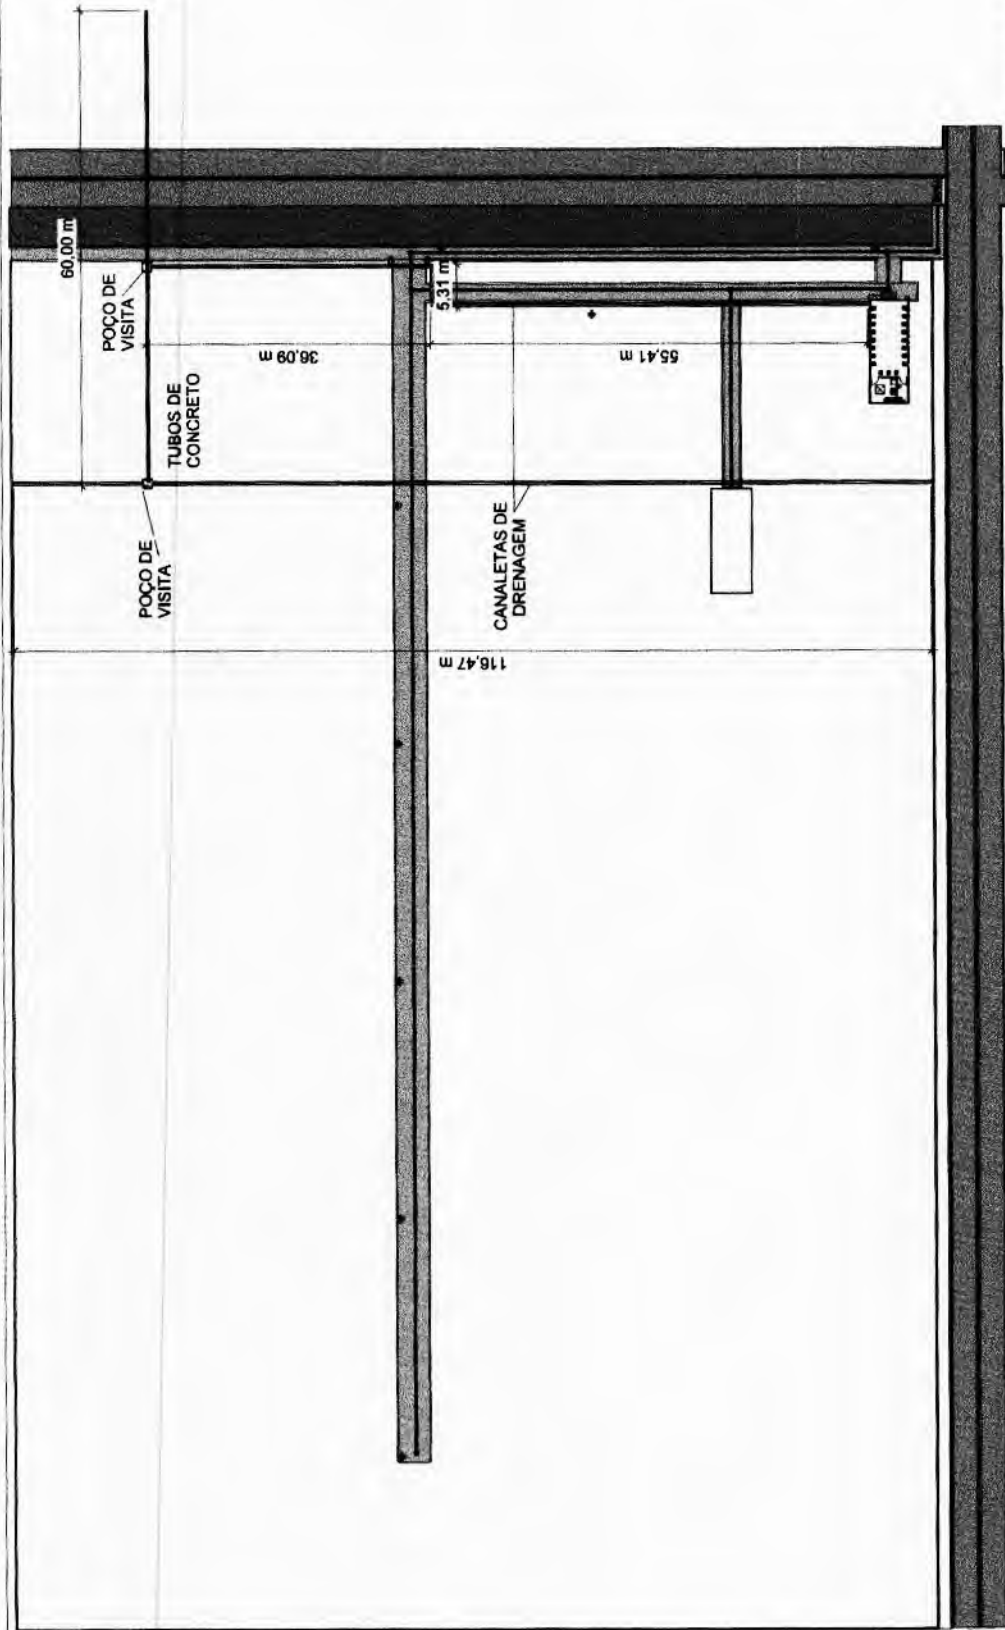 60,00 m
POÇO DE
VISITA
36,09 m
5,31 m
55,41 m
TUBOS DE
CONCRETO
POÇO DE
VISITA
CANALETAS DE
DRENAGEM
116,47 m